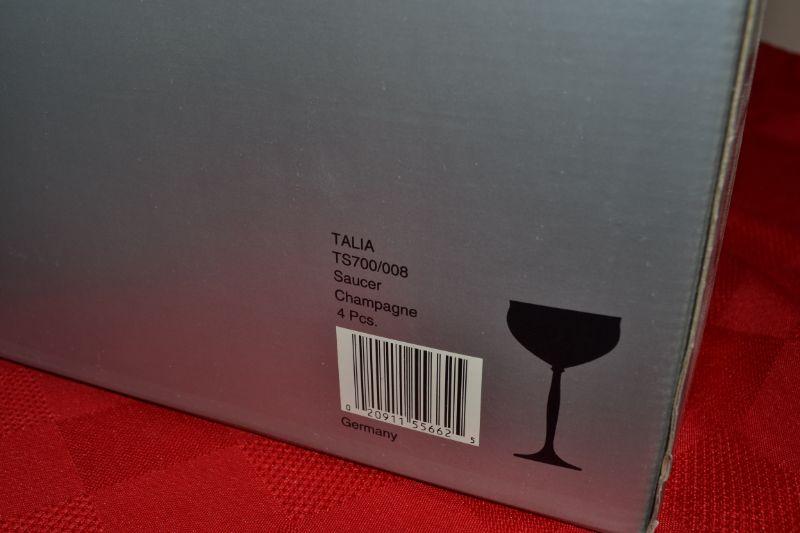 TALIA
TS700/008
Saucer
Champagne
4 Pcs.
0 20911 55662 5
Germany